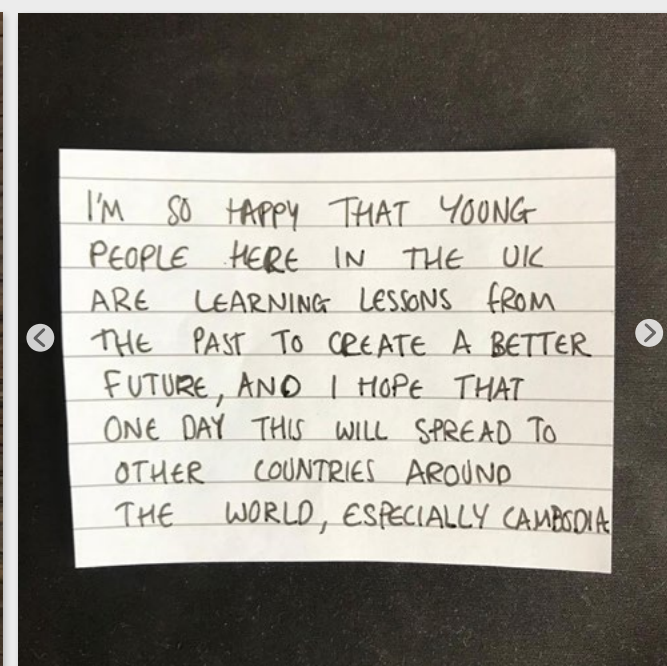 I'M SO HAPPY THAT YOUNG
PEOPLE HERE IN THE UK
ARE LEARNING LESSONS FROM
THE PAST TO CREATE A BETTER
FUTURE, AND I HOPE THAT
ONE DAY THIS WILL SPREAD TO
OTHER COUNTRIES AROUND
THE WORLD, ESPECIALLY CAMBODIA